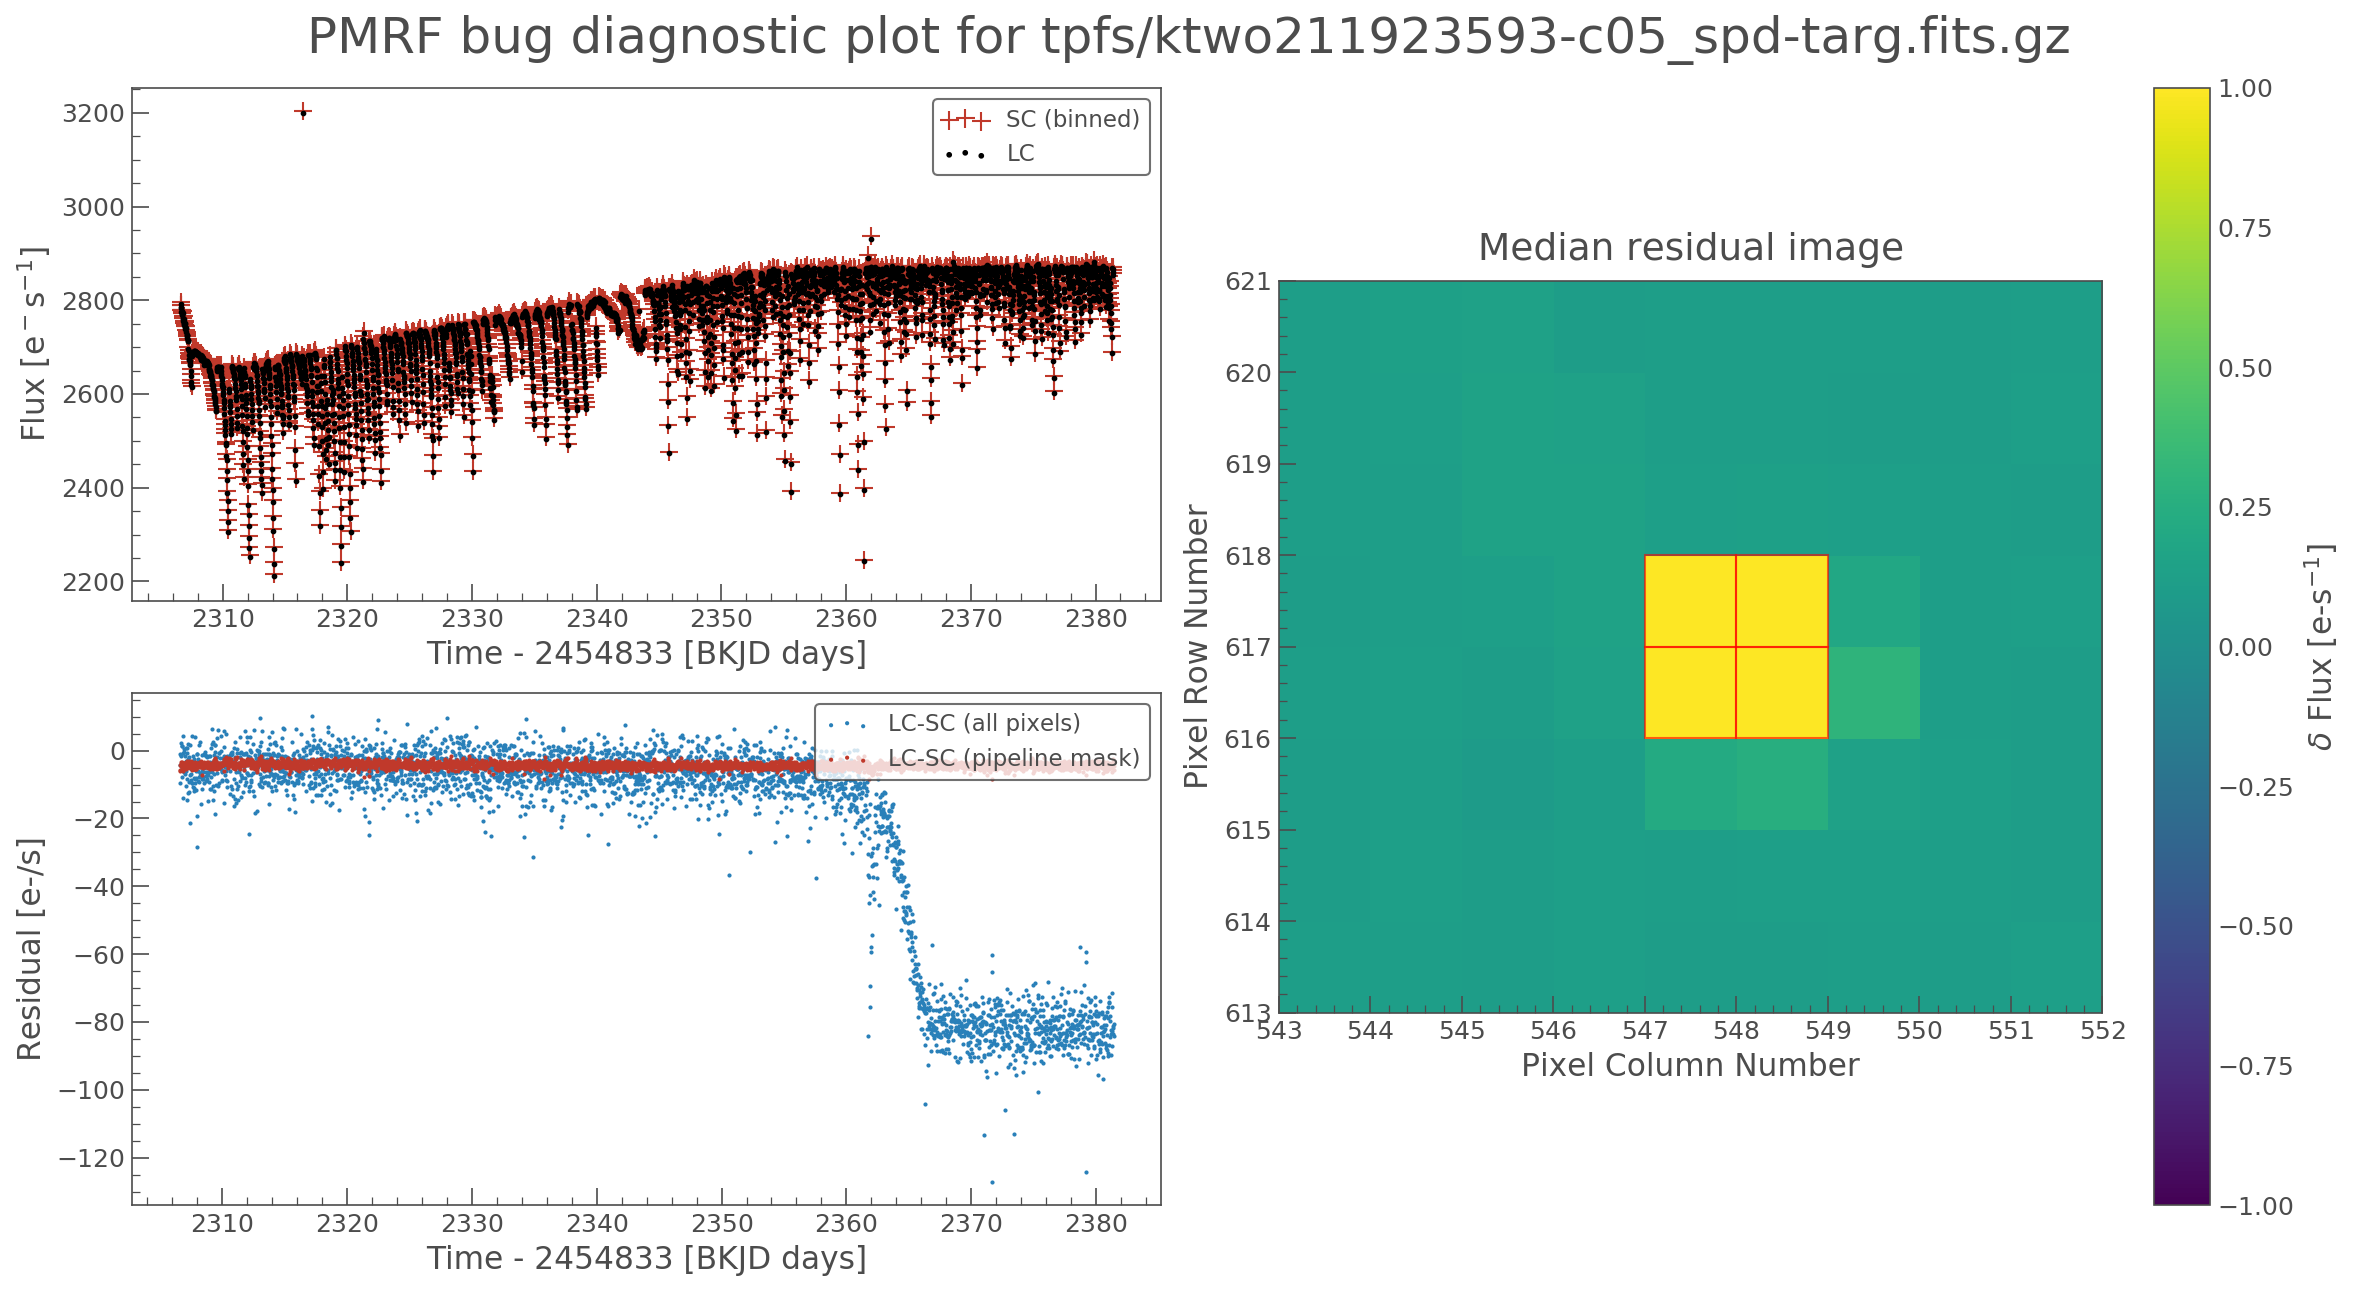 PMRF bug diagnostic plot for tpfs/ktwo211923593-c05_spd-targ.fits.gz
3200
3000
2800
2600
2400
2200
Flux [e⁻ s⁻¹]
SC (binned)
LC
2310 2320 2330 2340 2350 2360 2370 2380
Time - 2454833 [BKJD days]
0
−20
−40
−60
−80
−100
−120
Residual [e-/s]
LC-SC (all pixels)
LC-SC (pipeline mask)
2310 2320 2330 2340 2350 2360 2370 2380
Time - 2454833 [BKJD days]
Median residual image
621
620
619
618
617
616
615
614
613
Pixel Row Number
543 544 545 546 547 548 549 550 551 552
Pixel Column Number
1.00
0.75
0.50
0.25
0.00
−0.25
−0.50
−0.75
−1.00
δ Flux [e-s⁻¹]